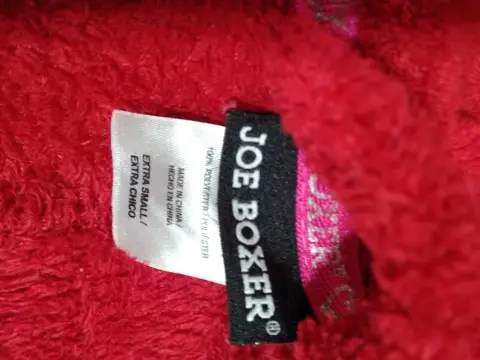 JOE BOXER®
100% POLYESTER / POLIÉSTER
MADE IN CHINA /
HECHO EN CHINA
EXTRA SMALL /
EXTRA CHICO